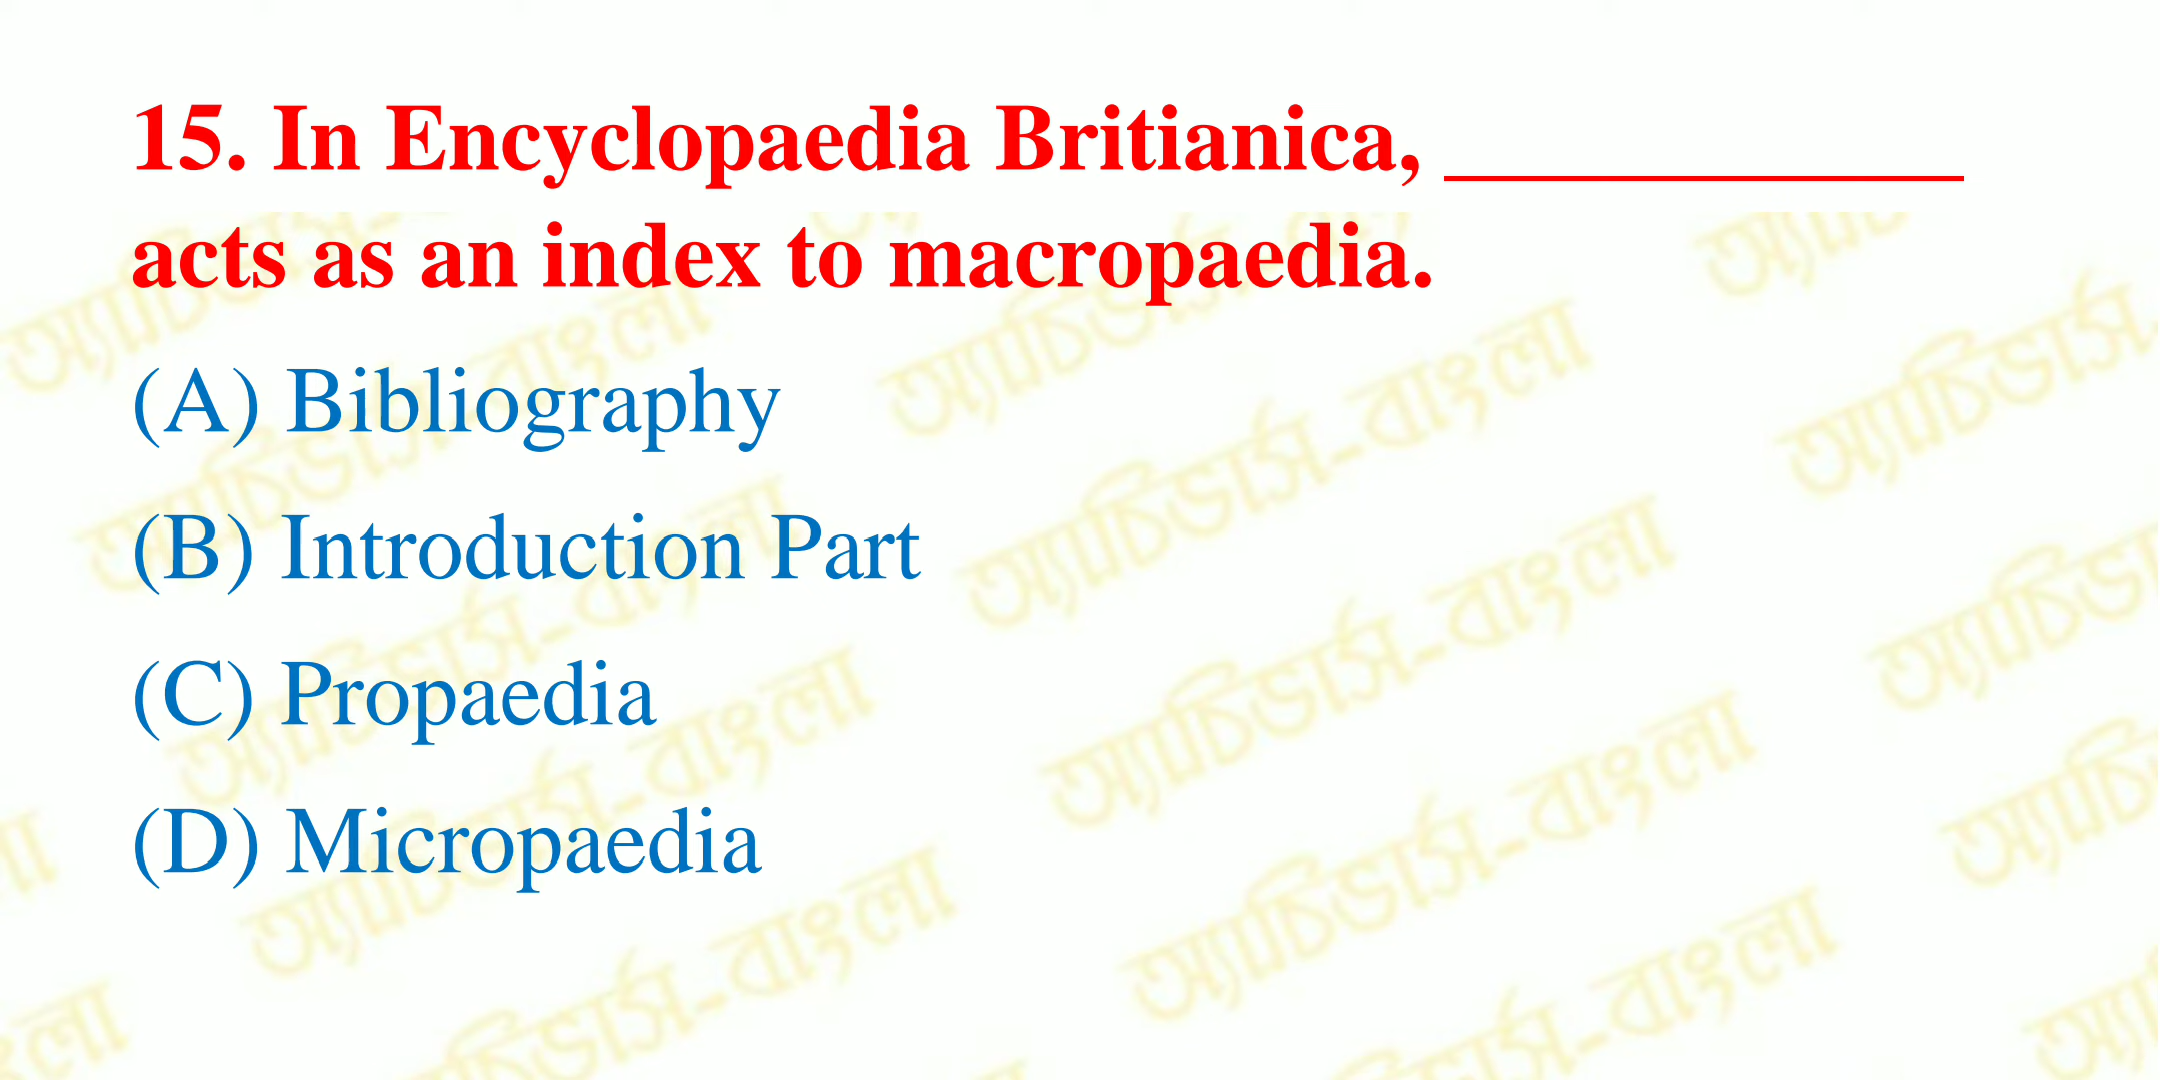 15. In Encyclopaedia Britianica, ____________
acts as an index to macropaedia.
(A) Bibliography
(B) Introduction Part
(C) Propaedia
(D) Micropaedia
অ্যাচিভার্স-বাংলা